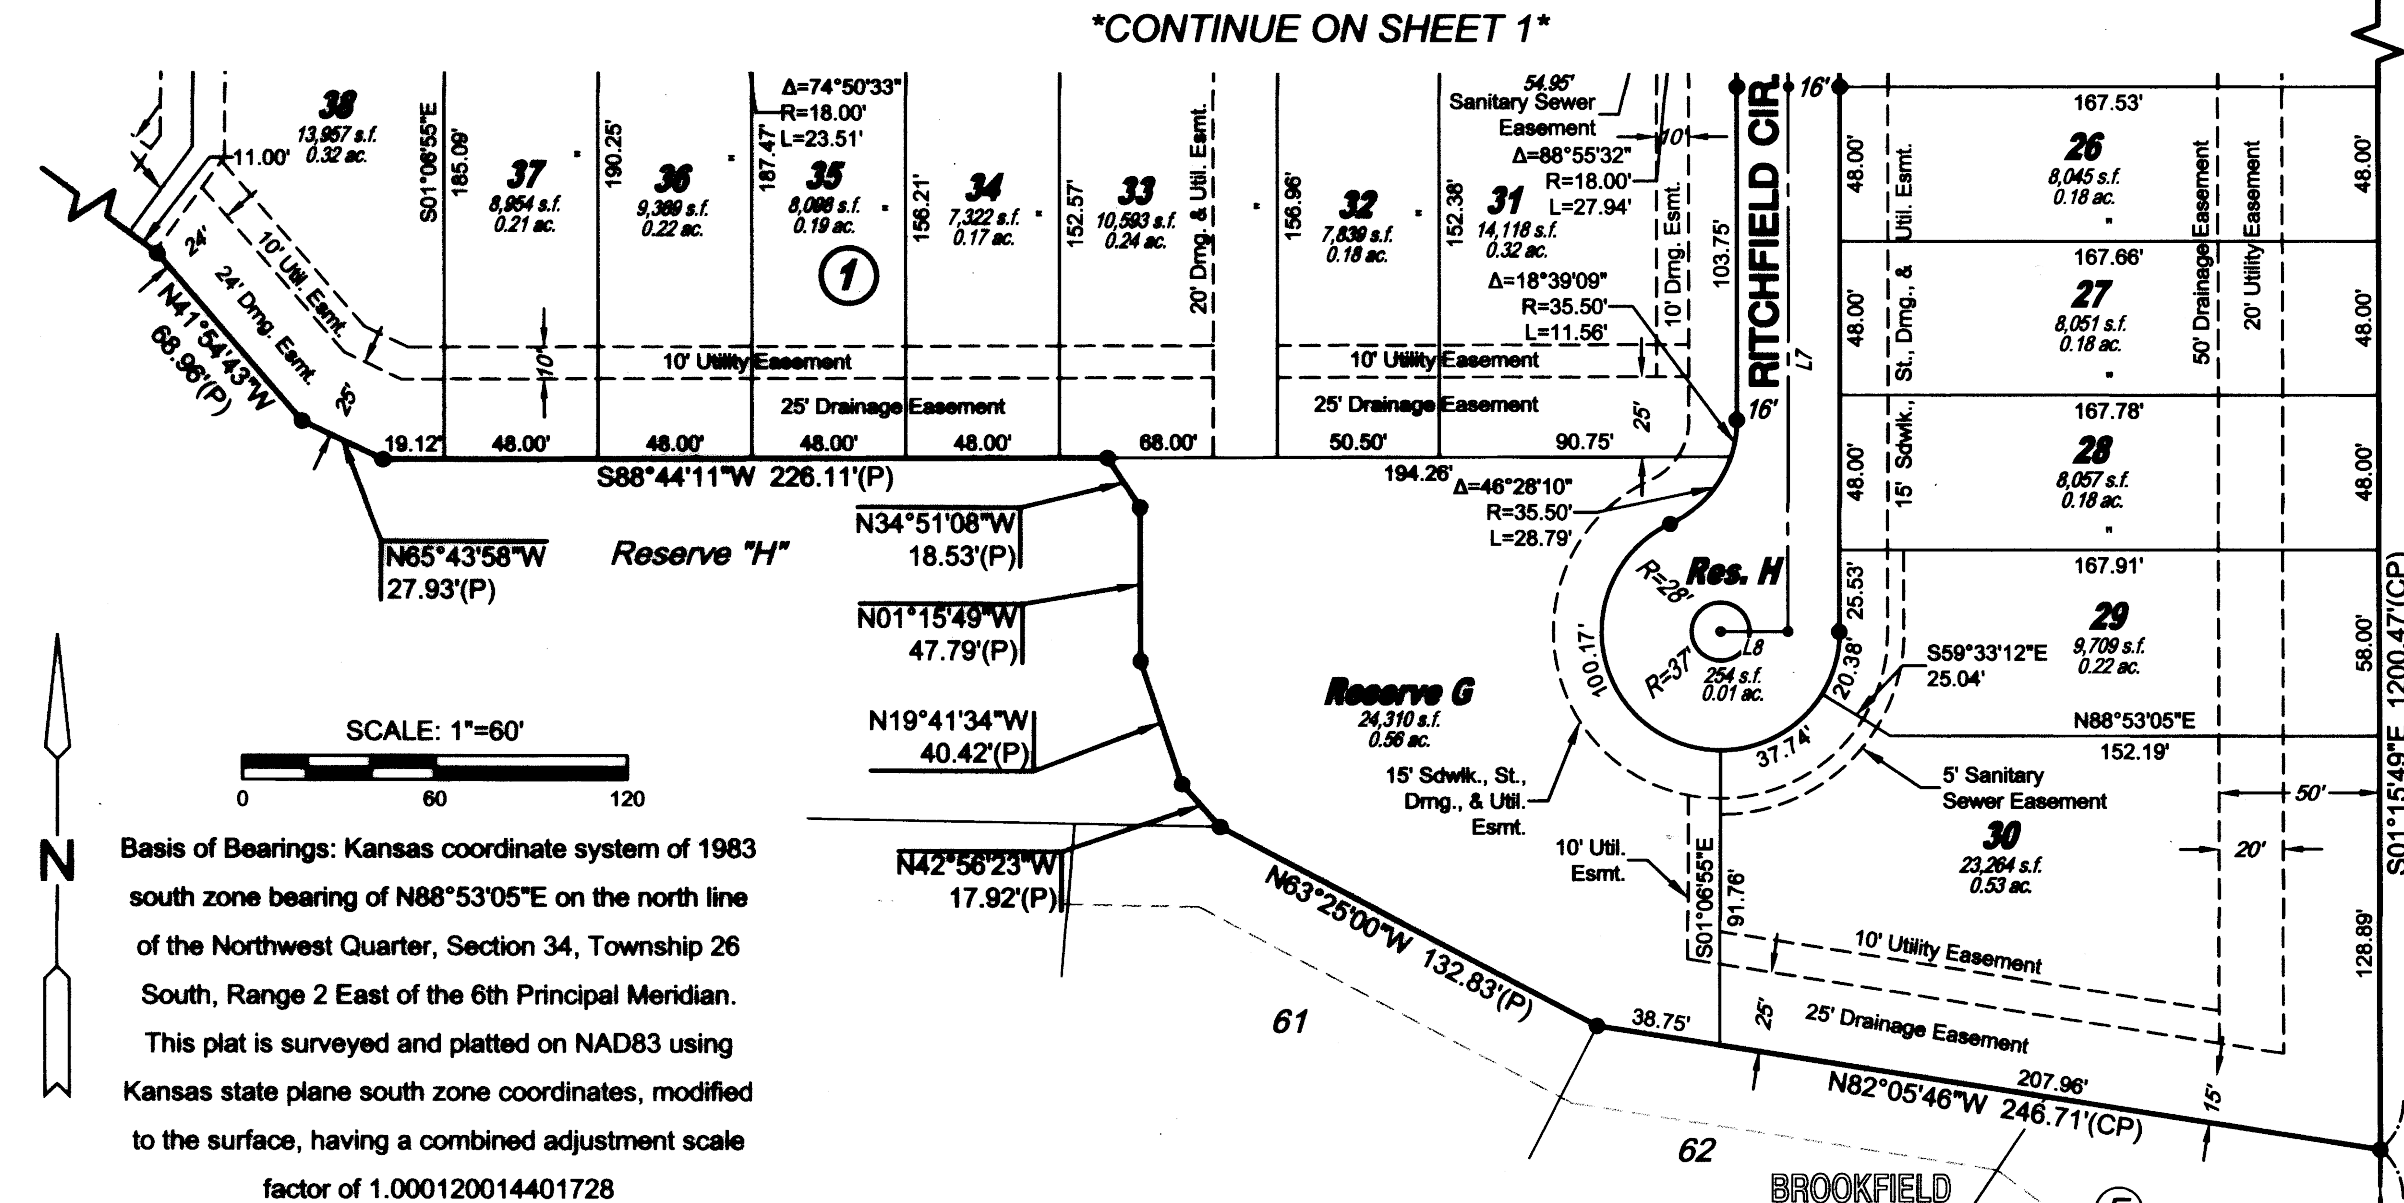 *CONTINUE ON SHEET 1*
38
13,957 s.f.
0.32 ac.
11.00'
24'
10' Util. Esmt.
24' Drng. Esmt.
25'
N41°54'43"W
68.96'(P)
S01°06'55"E
185.09'
37
8,954 s.f.
0.21 ac.
"
190.25'
36
9,389 s.f.
0.22 ac.
"
187.47'
Δ=74°50'33"
R=18.00'
L=23.51'
35
8,098 s.f.
0.19 ac.
"
1
156.21'
34
7,322 s.f.
0.17 ac.
"
152.57'
33
10,593 s.f.
0.24 ac.
20' Drng. & Util. Esmt.
"
156.96'
32
7,839 s.f.
0.18 ac.
"
152.38'
31
14,118 s.f.
0.32 ac.
54.95'
Sanitary Sewer
Easement
10'
Δ=88°55'32"
R=18.00'
L=27.94'
Δ=18°39'09"
R=35.50'
L=11.56'
10' Drng. Esmt.
103.75'
RITCHFIELD CIR.
16'
L7
16'
10'
10' Utility Easement
25' Drainage Easement
10' Utility Easement
25' Drainage Easement
25'
19.12'
48.00'
48.00'
48.00'
48.00'
68.00'
50.50'
90.75'
S88°44'11"W 226.11'(P)
194.26'
Δ=46°28'10"
R=35.50'
L=28.79'
N65°43'58"W
27.93'(P)
Reserve "H"
N34°51'08"W
18.53'(P)
N01°15'49"W
47.79'(P)
N19°41'34"W
40.42'(P)
N42°56'23"W
17.92'(P)
167.53'
48.00'
26
8,045 s.f.
0.18 ac.
"
48.00'
167.66'
48.00'
27
8,051 s.f.
0.18 ac.
"
48.00'
167.78'
48.00'
28
8,057 s.f.
0.18 ac.
"
48.00'
15' Sdwlk., St., Drng., & Util. Esmt.
50' Drainage Easement
20' Utility Easement
167.91'
25.53'
29
9,709 s.f.
0.22 ac.
58.00'
S59°33'12"E
25.04'
N88°53'05"E
152.19'
20.38'
Res. H
R=28'
L8
R=37'
254 s.f.
0.01 ac.
100.17'
37.74'
S01°15'49"E 1200.47'(CP)
Reserve G
24,310 s.f.
0.56 ac.
15' Sdwlk., St.,
Drng., & Util.
Esmt.
5' Sanitary
Sewer Easement
50'
20'
10' Util.
Esmt.
S01°06'55"E
91.76'
30
23,264 s.f.
0.53 ac.
128.89'
10' Utility Easement
25' Drainage Easement
25'
15'
N63°25'00"W 132.83'(P)
38.75'
207.96'
N82°05'46"W 246.71'(CP)
61
62
BROOKFIELD
SCALE: 1"=60'
0 60 120
N
Basis of Bearings: Kansas coordinate system of 1983
south zone bearing of N88°53'05"E on the north line
of the Northwest Quarter, Section 34, Township 26
South, Range 2 East of the 6th Principal Meridian.
This plat is surveyed and platted on NAD83 using
Kansas state plane south zone coordinates, modified
to the surface, having a combined adjustment scale
factor of 1.000120014401728